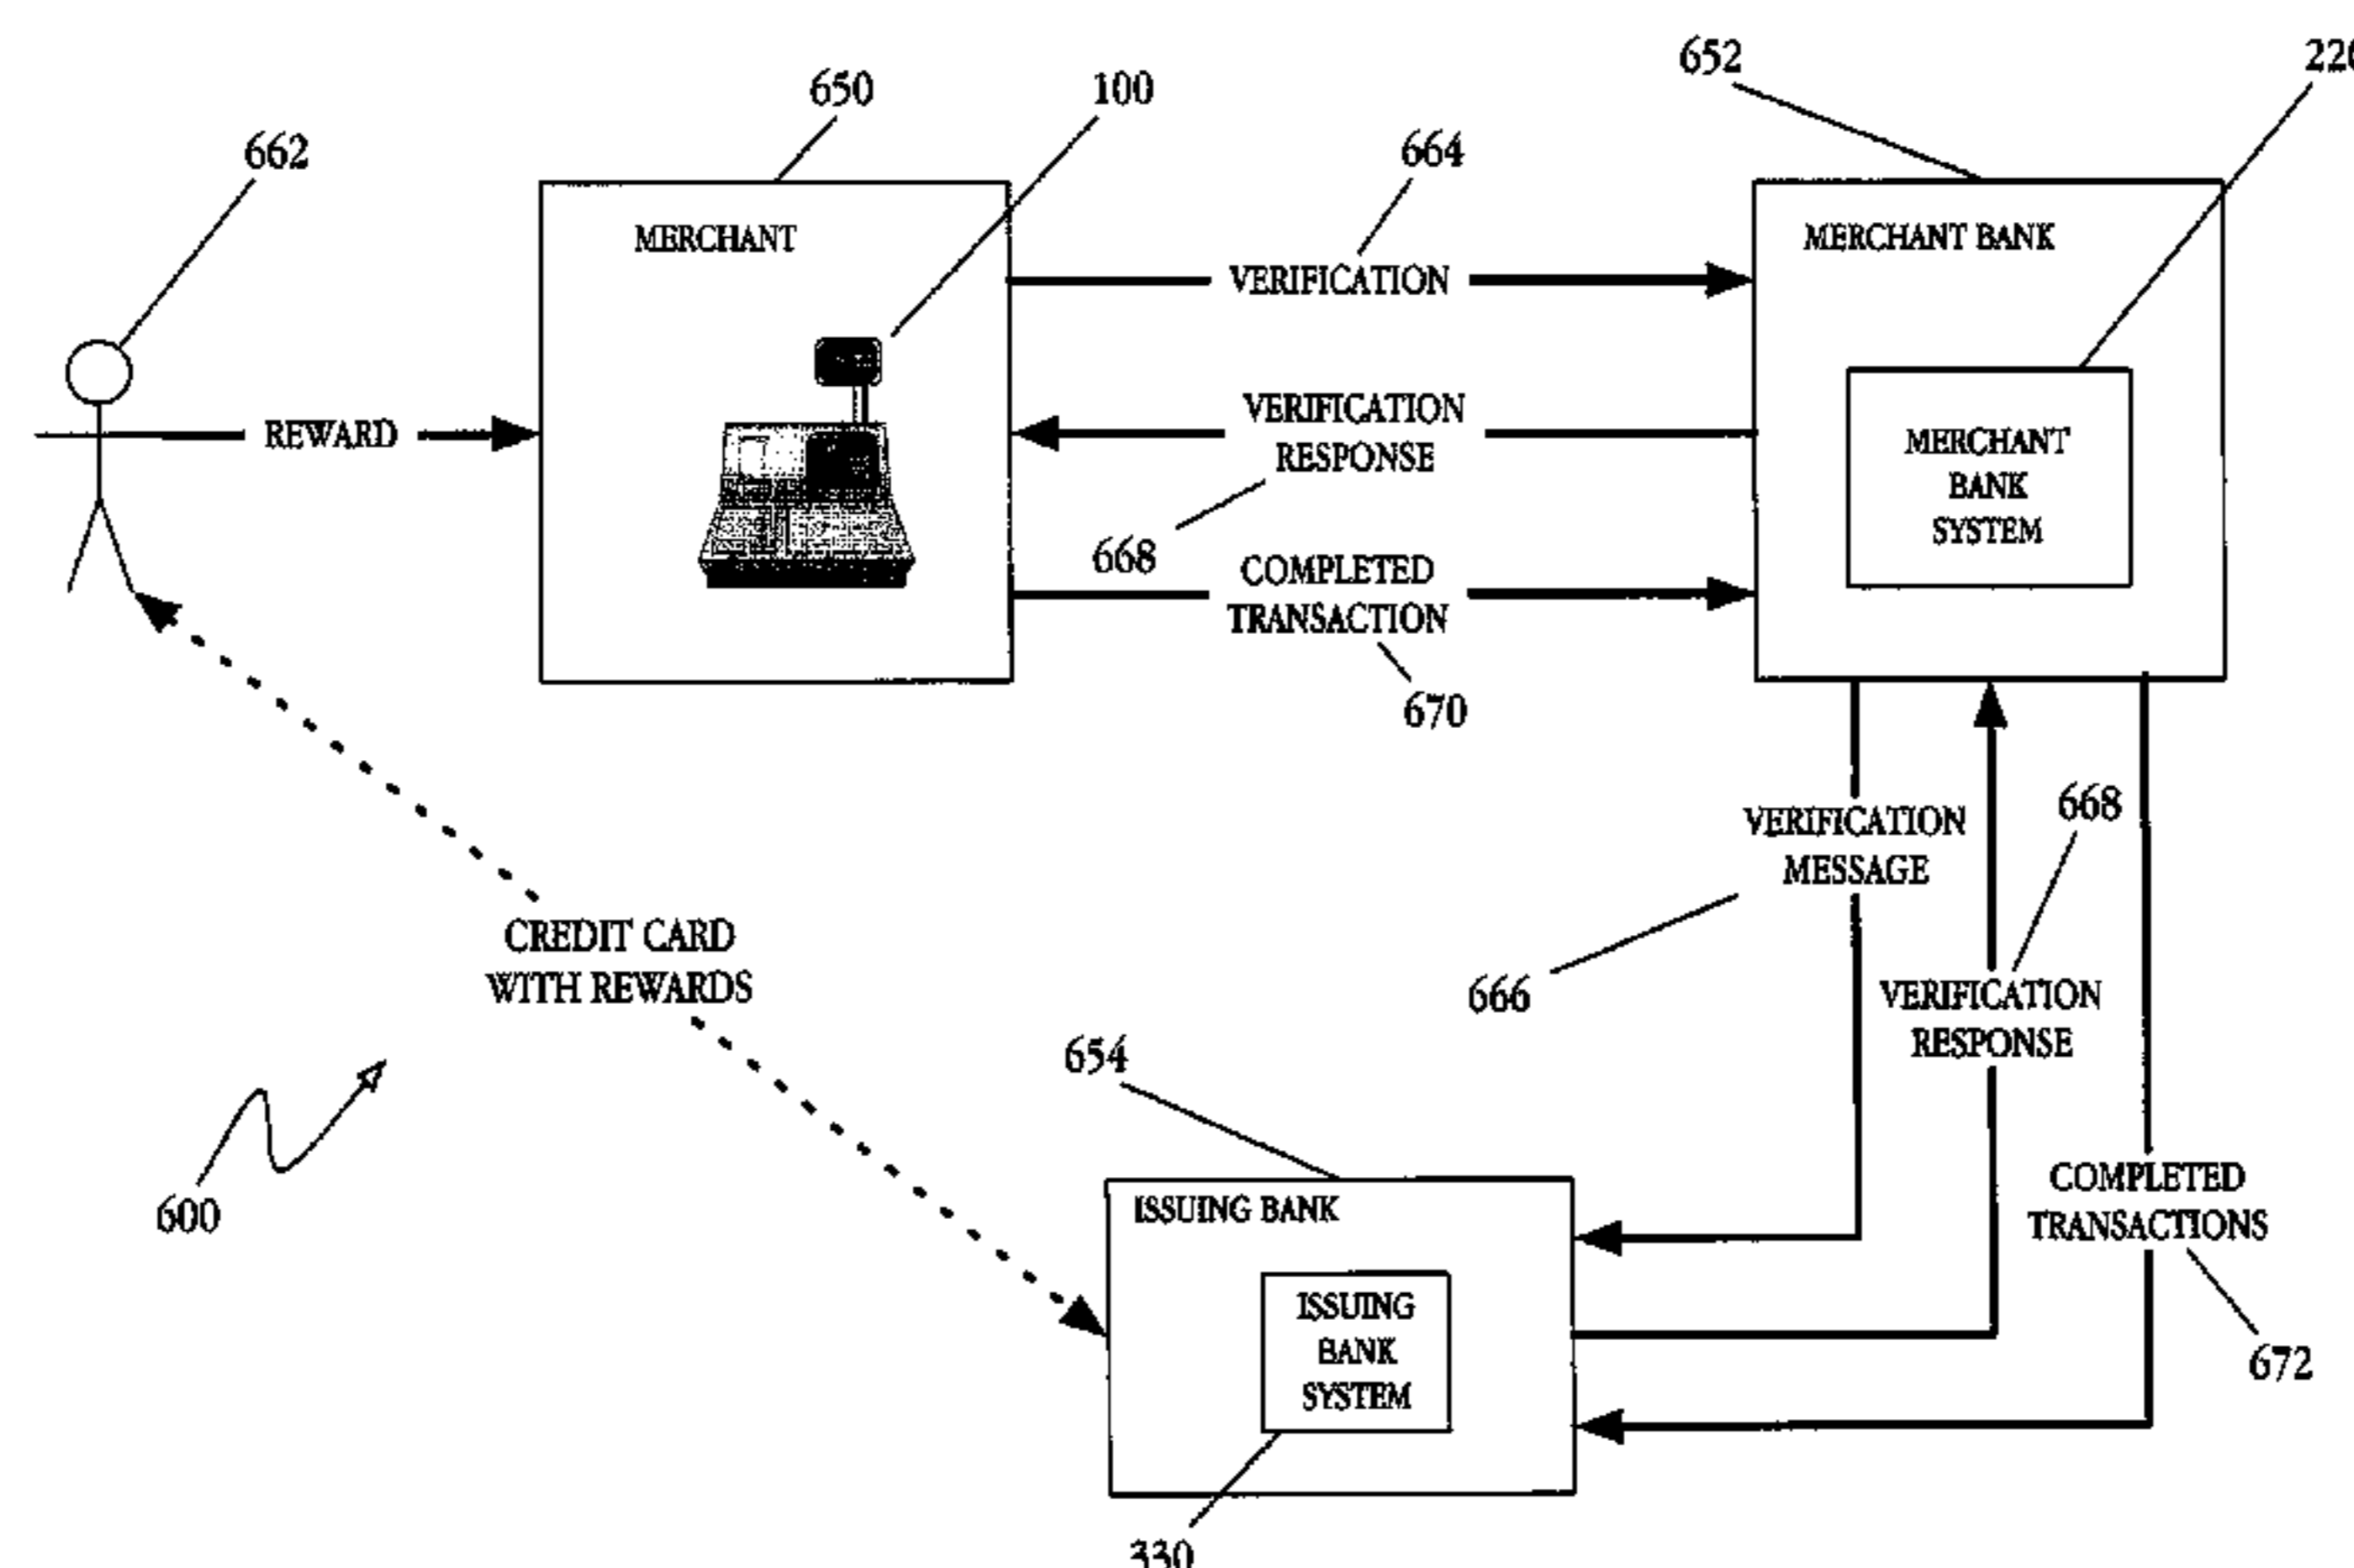 652
220
650
100
664
662
MERCHANT
MERCHANT BANK
VERIFICATION
REWARD
VERIFICATION
RESPONSE
MERCHANT
BANK
SYSTEM
668
COMPLETED
TRANSACTION
670
668
VERIFICATION
MESSAGE
CREDIT CARD
WITH REWARDS
666
VERIFICATION
RESPONSE
654
600
ISSUING BANK
COMPLETED
TRANSACTIONS
ISSUING
BANK
SYSTEM
672
330